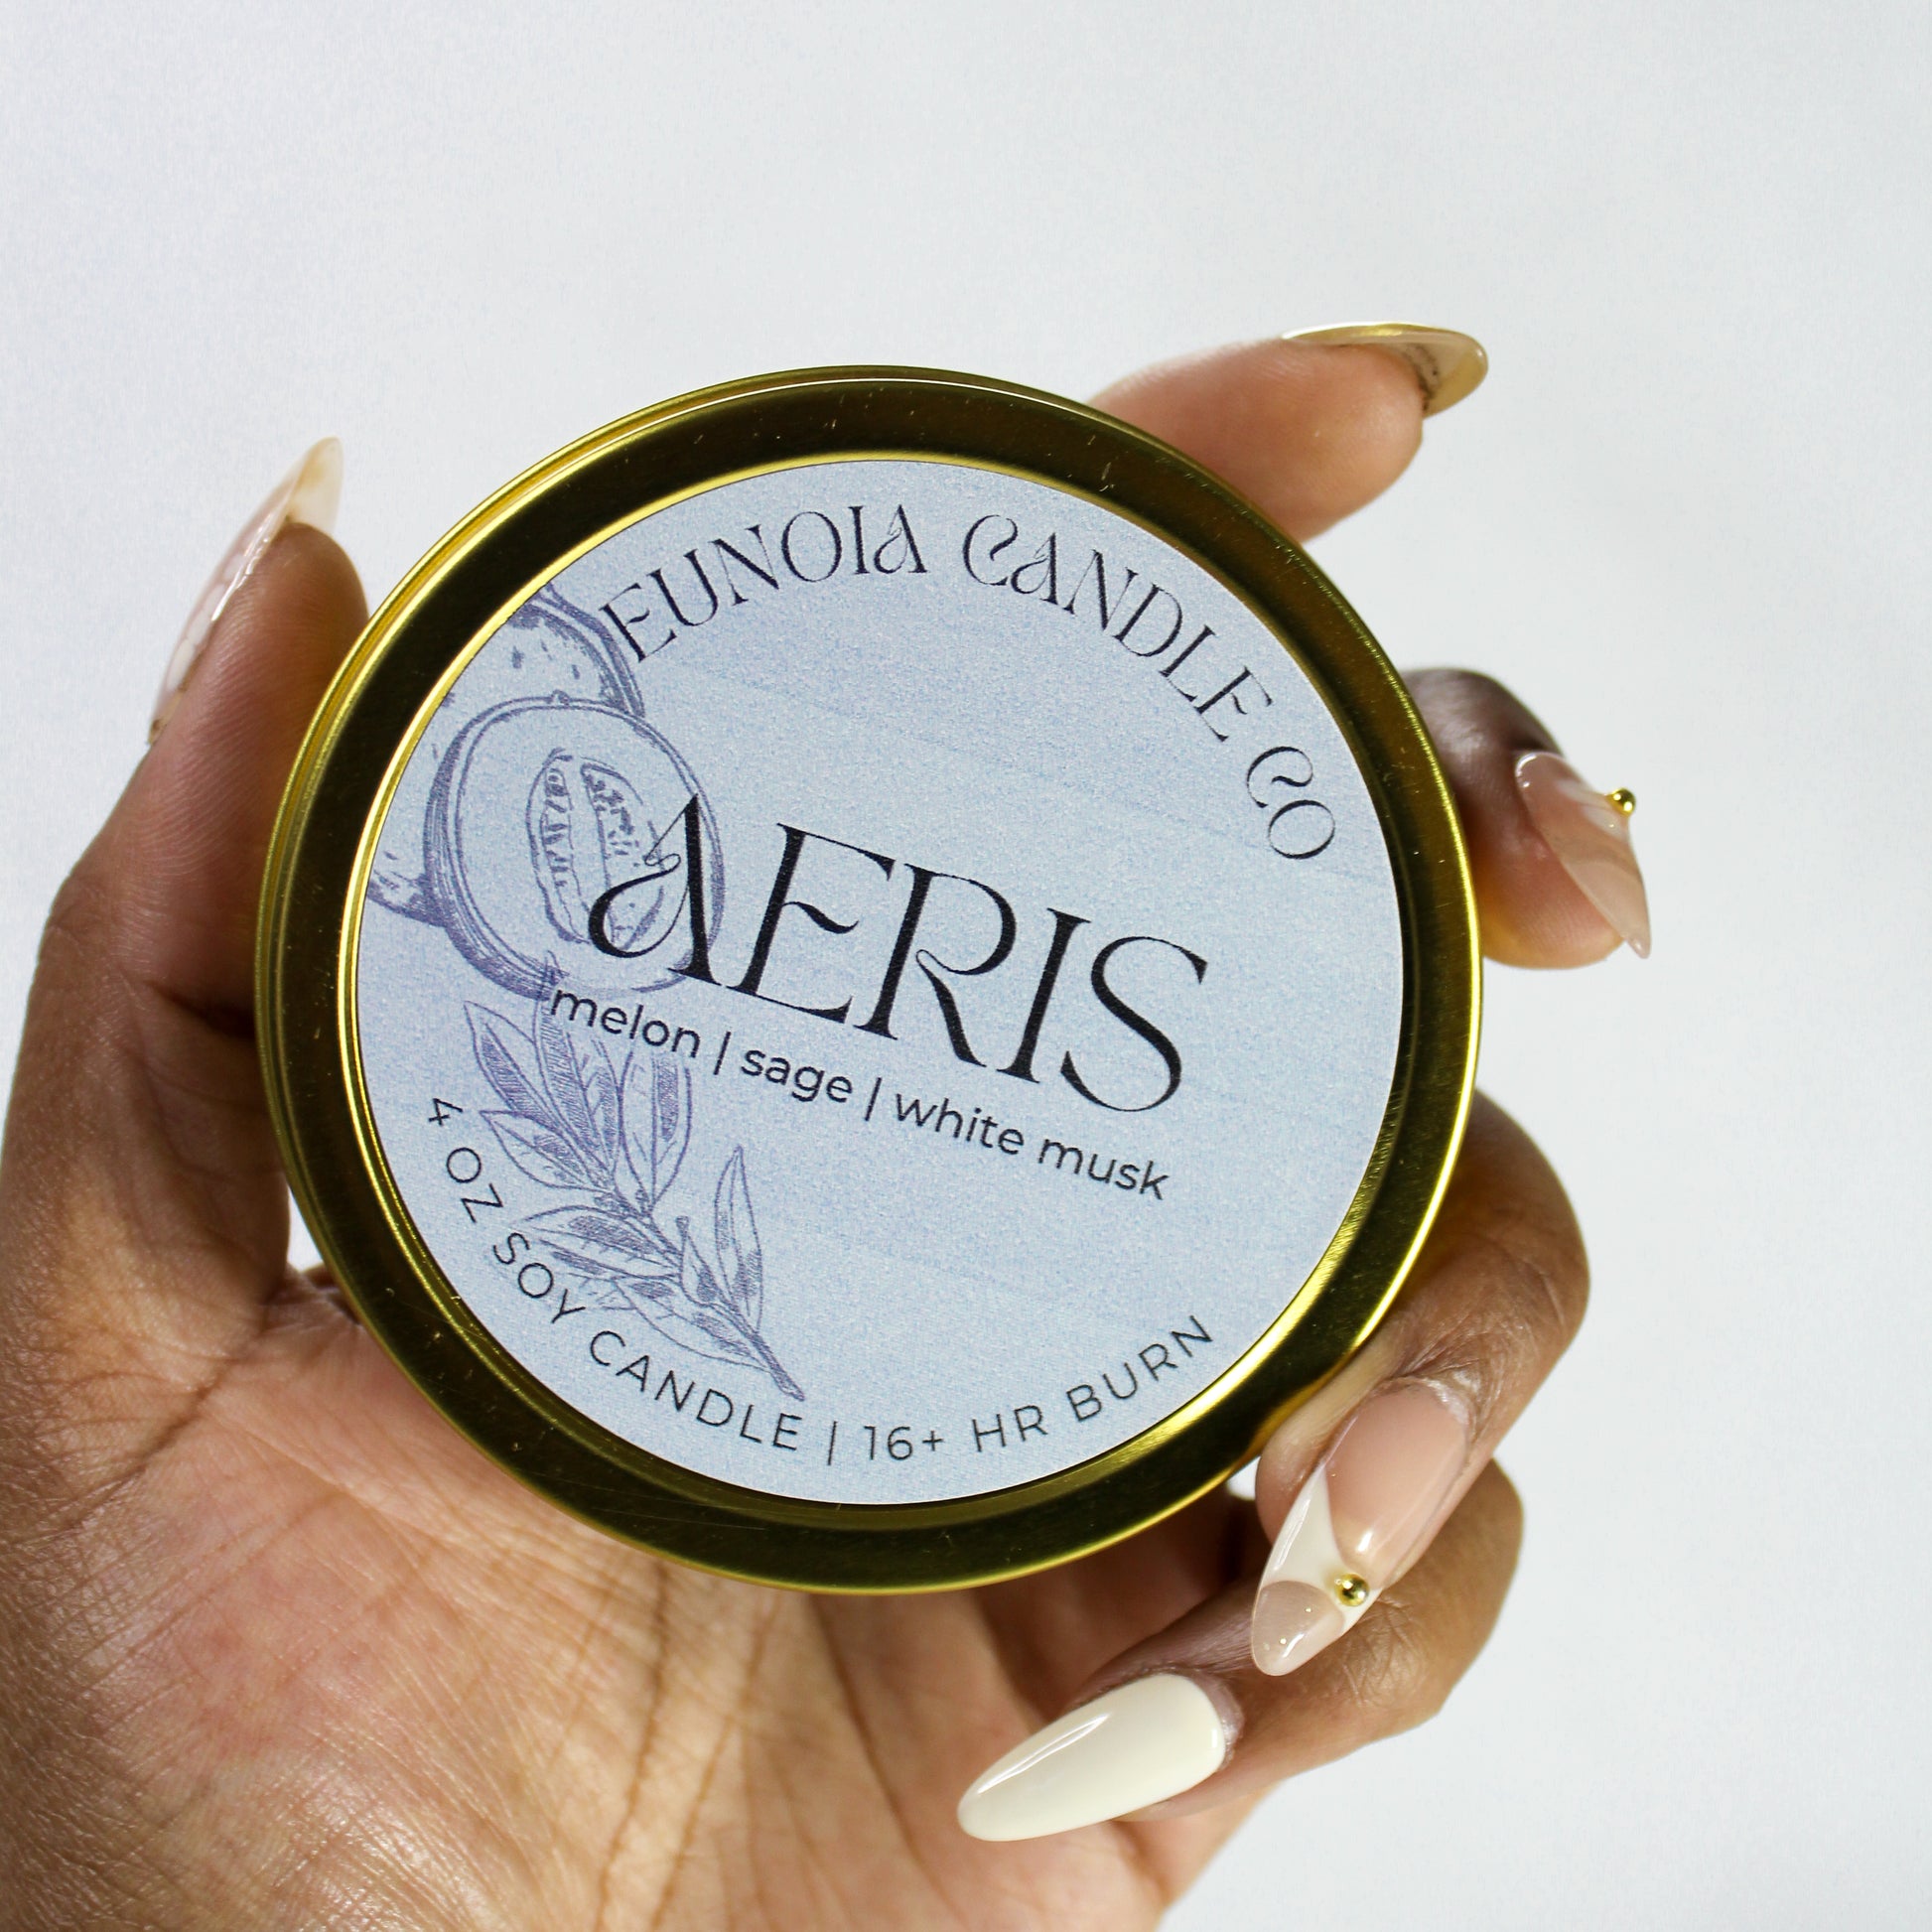 EUNOIA CANDLE CO
AERIS
melon | sage | white musk
4 OZ SOY CANDLE | 16+ HR BURN